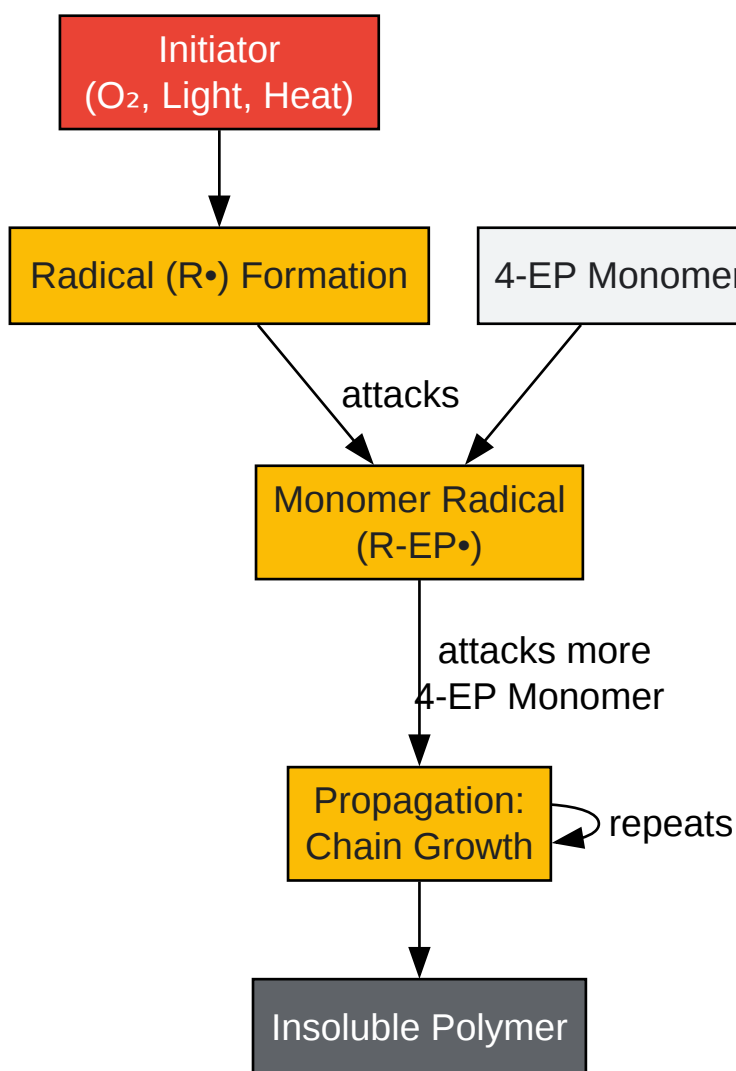 Initiator
(O₂, Light, Heat)
Radical (R•) Formation
4-EP Monomer
attacks
Monomer Radical
(R-EP•)
attacks more
4-EP Monomer
Propagation:
Chain Growth
repeats
Insoluble Polymer